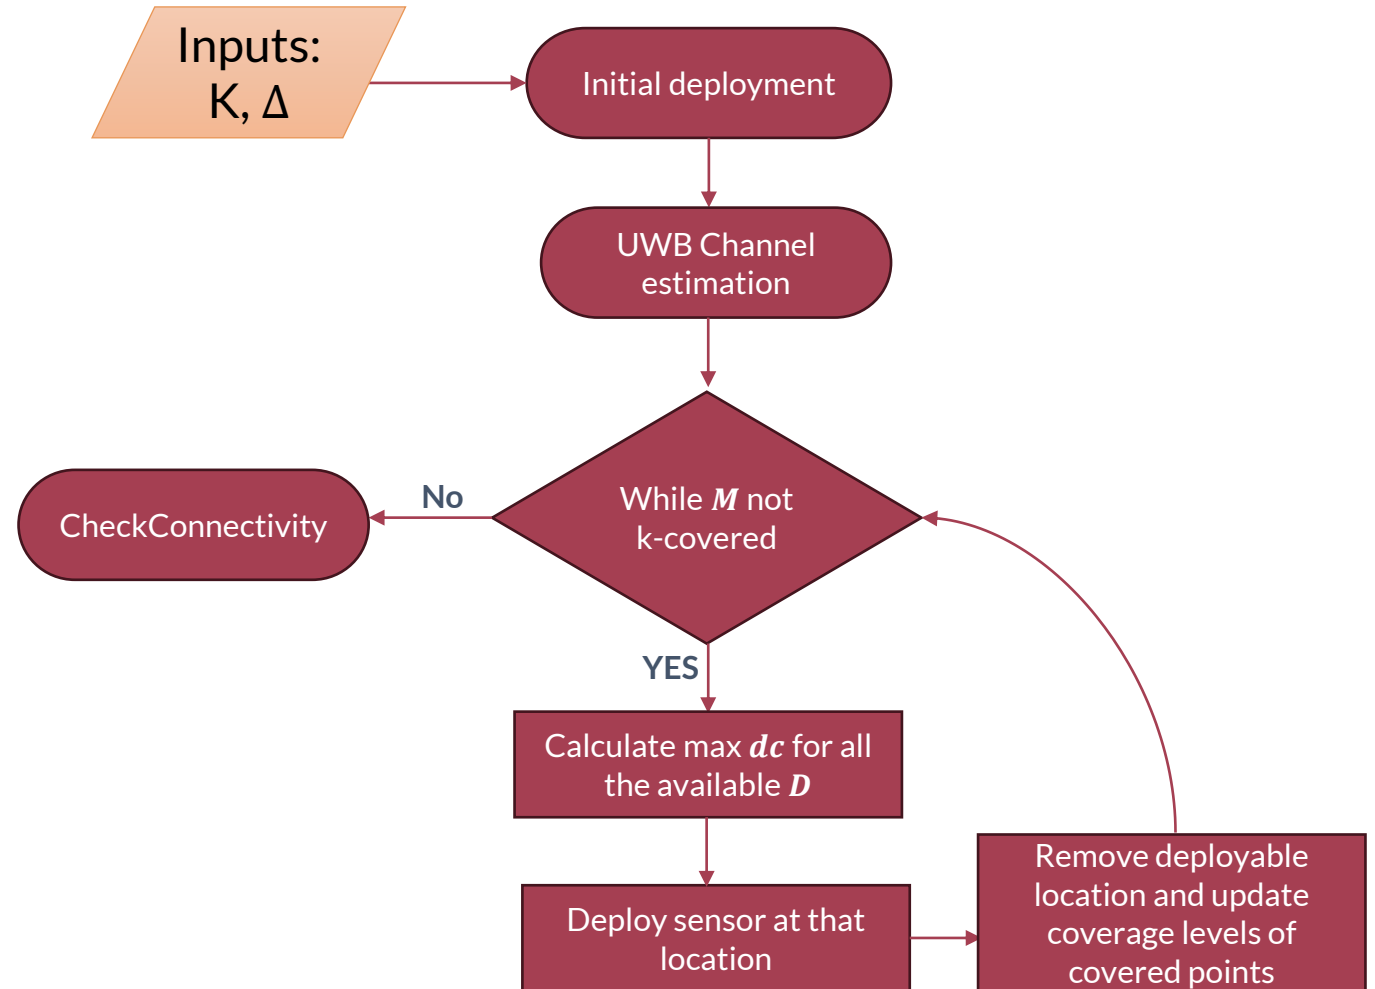 Inputs:
K, Δ
Initial deployment
UWB Channel
estimation
While M not
k-covered
No
CheckConnectivity
YES
Calculate max dc for all
the available D
Deploy sensor at that
location
Remove deployable
location and update
coverage levels of
covered points